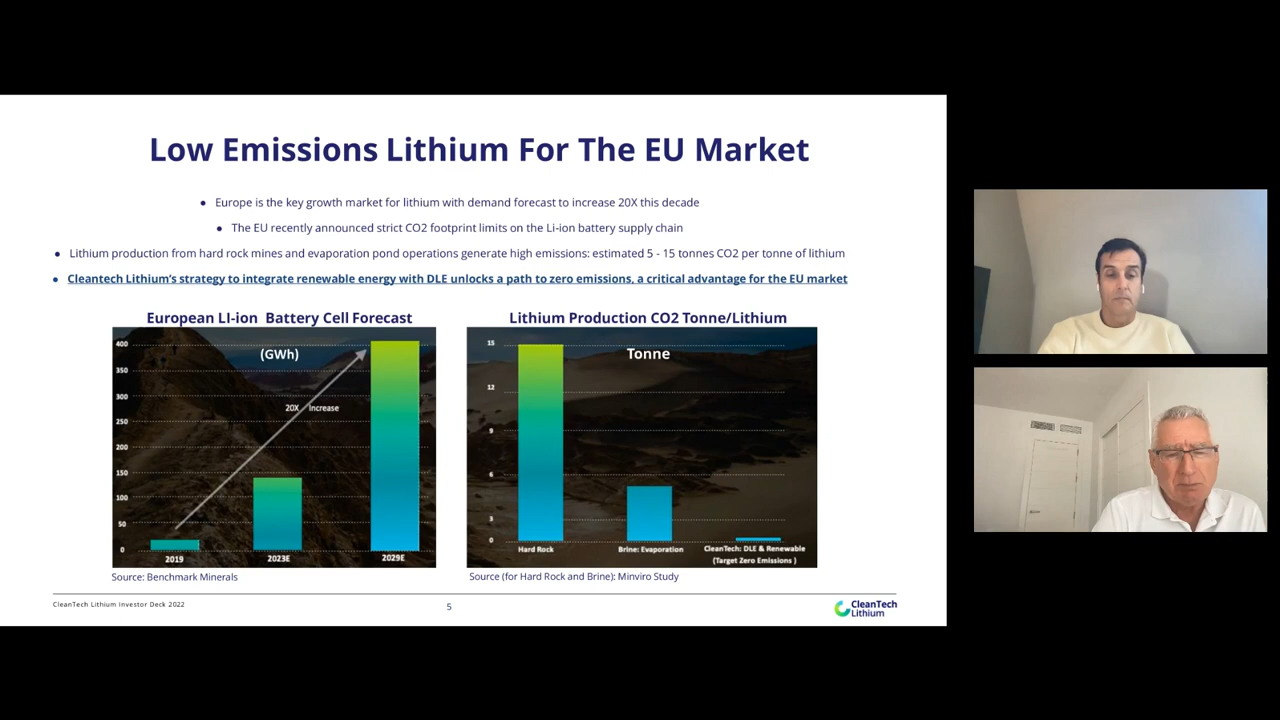 Low Emissions Lithium For The EU Market
• Europe is the key growth market for lithium with demand forecast to increase 20X this decade
• The EU recently announced strict CO2 footprint limits on the Li-ion battery supply chain
• Lithium production from hard rock mines and evaporation pond operations generate high emissions: estimated 5 - 15 tonnes CO2 per tonne of lithium
• Cleantech Lithium's strategy to integrate renewable energy with DLE unlocks a path to zero emissions, a critical advantage for the EU market
European LI-ion Battery Cell Forecast
(GWh)
400
350
300
250
200
150
100
50
0
20X Increase
2019
2023E
2029E
Source: Benchmark Minerals
Lithium Production CO2 Tonne/Lithium
Tonne
15
12
9
6
3
0
Hard Rock
Brine: Evaporation
CleanTech: DLE & Renewable
(Target Zero Emissions )
Source (for Hard Rock and Brine); Minviro Study
CleanTech Lithium Investor Deck 2022
5
CleanTech
Lithium